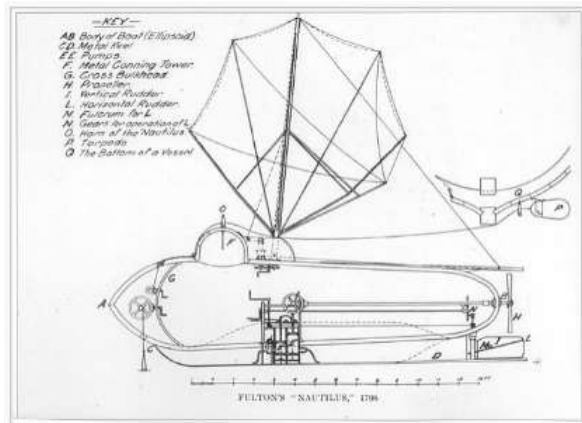 —KEY—
AB. Body of Boat (Ellipsoid)
CD. Metal Keel
EE. Pumps.
F. Metal Conning Tower.
G. Cross Bulkhead
H. Propeller.
I. Vertical Rudder
L. Horizontal Rudder.
M. Fulcrum for L
N. Gears for operation of L
O. Horn of the Nautilus.
P. Torpedo
Q. The Bottom of a Vessel
O
F
Q
P
G
A
B
N
H
I
L
C
D
FULTON'S "NAUTILUS," 1798